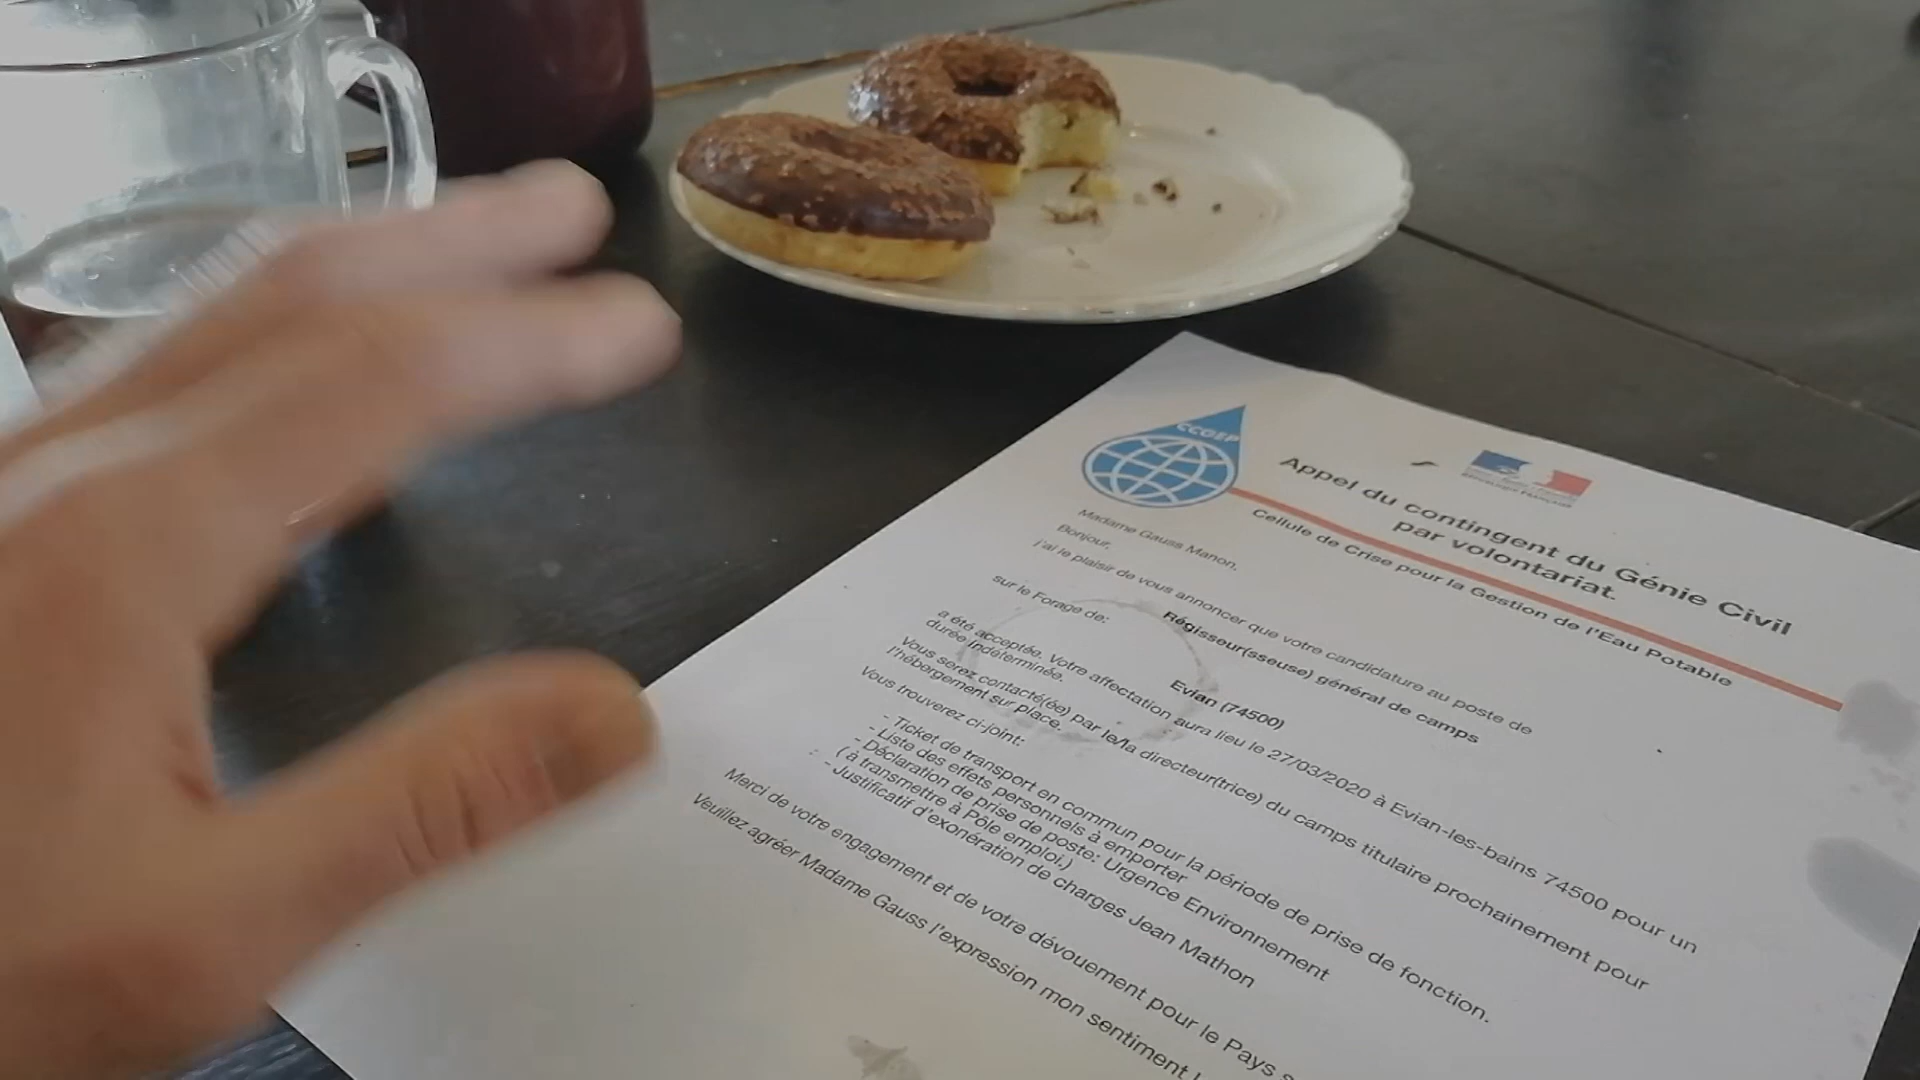 CCGEP
RÉPUBLIQUE FRANÇAISE
Appel du contingent du Génie Civil
par volontariat.
Cellule de Crise pour la Gestion de l'Eau Potable
Madame Gauss Manon,
Bonjour,
j'ai le plaisir de vous annoncer que votre candidature au poste de
Régisseur(sseuse) général de camps
sur le Forage de:
Evian (74500)
a été acceptée. Votre affectation aura lieu le 27/03/2020 à Evian-les-bains 74500 pour un
durée indéterminée.
Vous serez contacté(ée) par le/la directeur(trice) du camps titulaire prochainement pour
l'hébergement sur place.
Vous trouverez ci-joint:
- Ticket de transport en commun pour la période de prise de fonction.
- Liste des effets personnels à emporter
- Déclaration de prise de poste: Urgence Environnement
( à transmettre à Pôle emploi.)
- Justificatif d'exonération de charges Jean Mathon
Merci de votre engagement et de votre dévouement pour le Pays
Veuillez agréer Madame Gauss l'expression mon sentiment